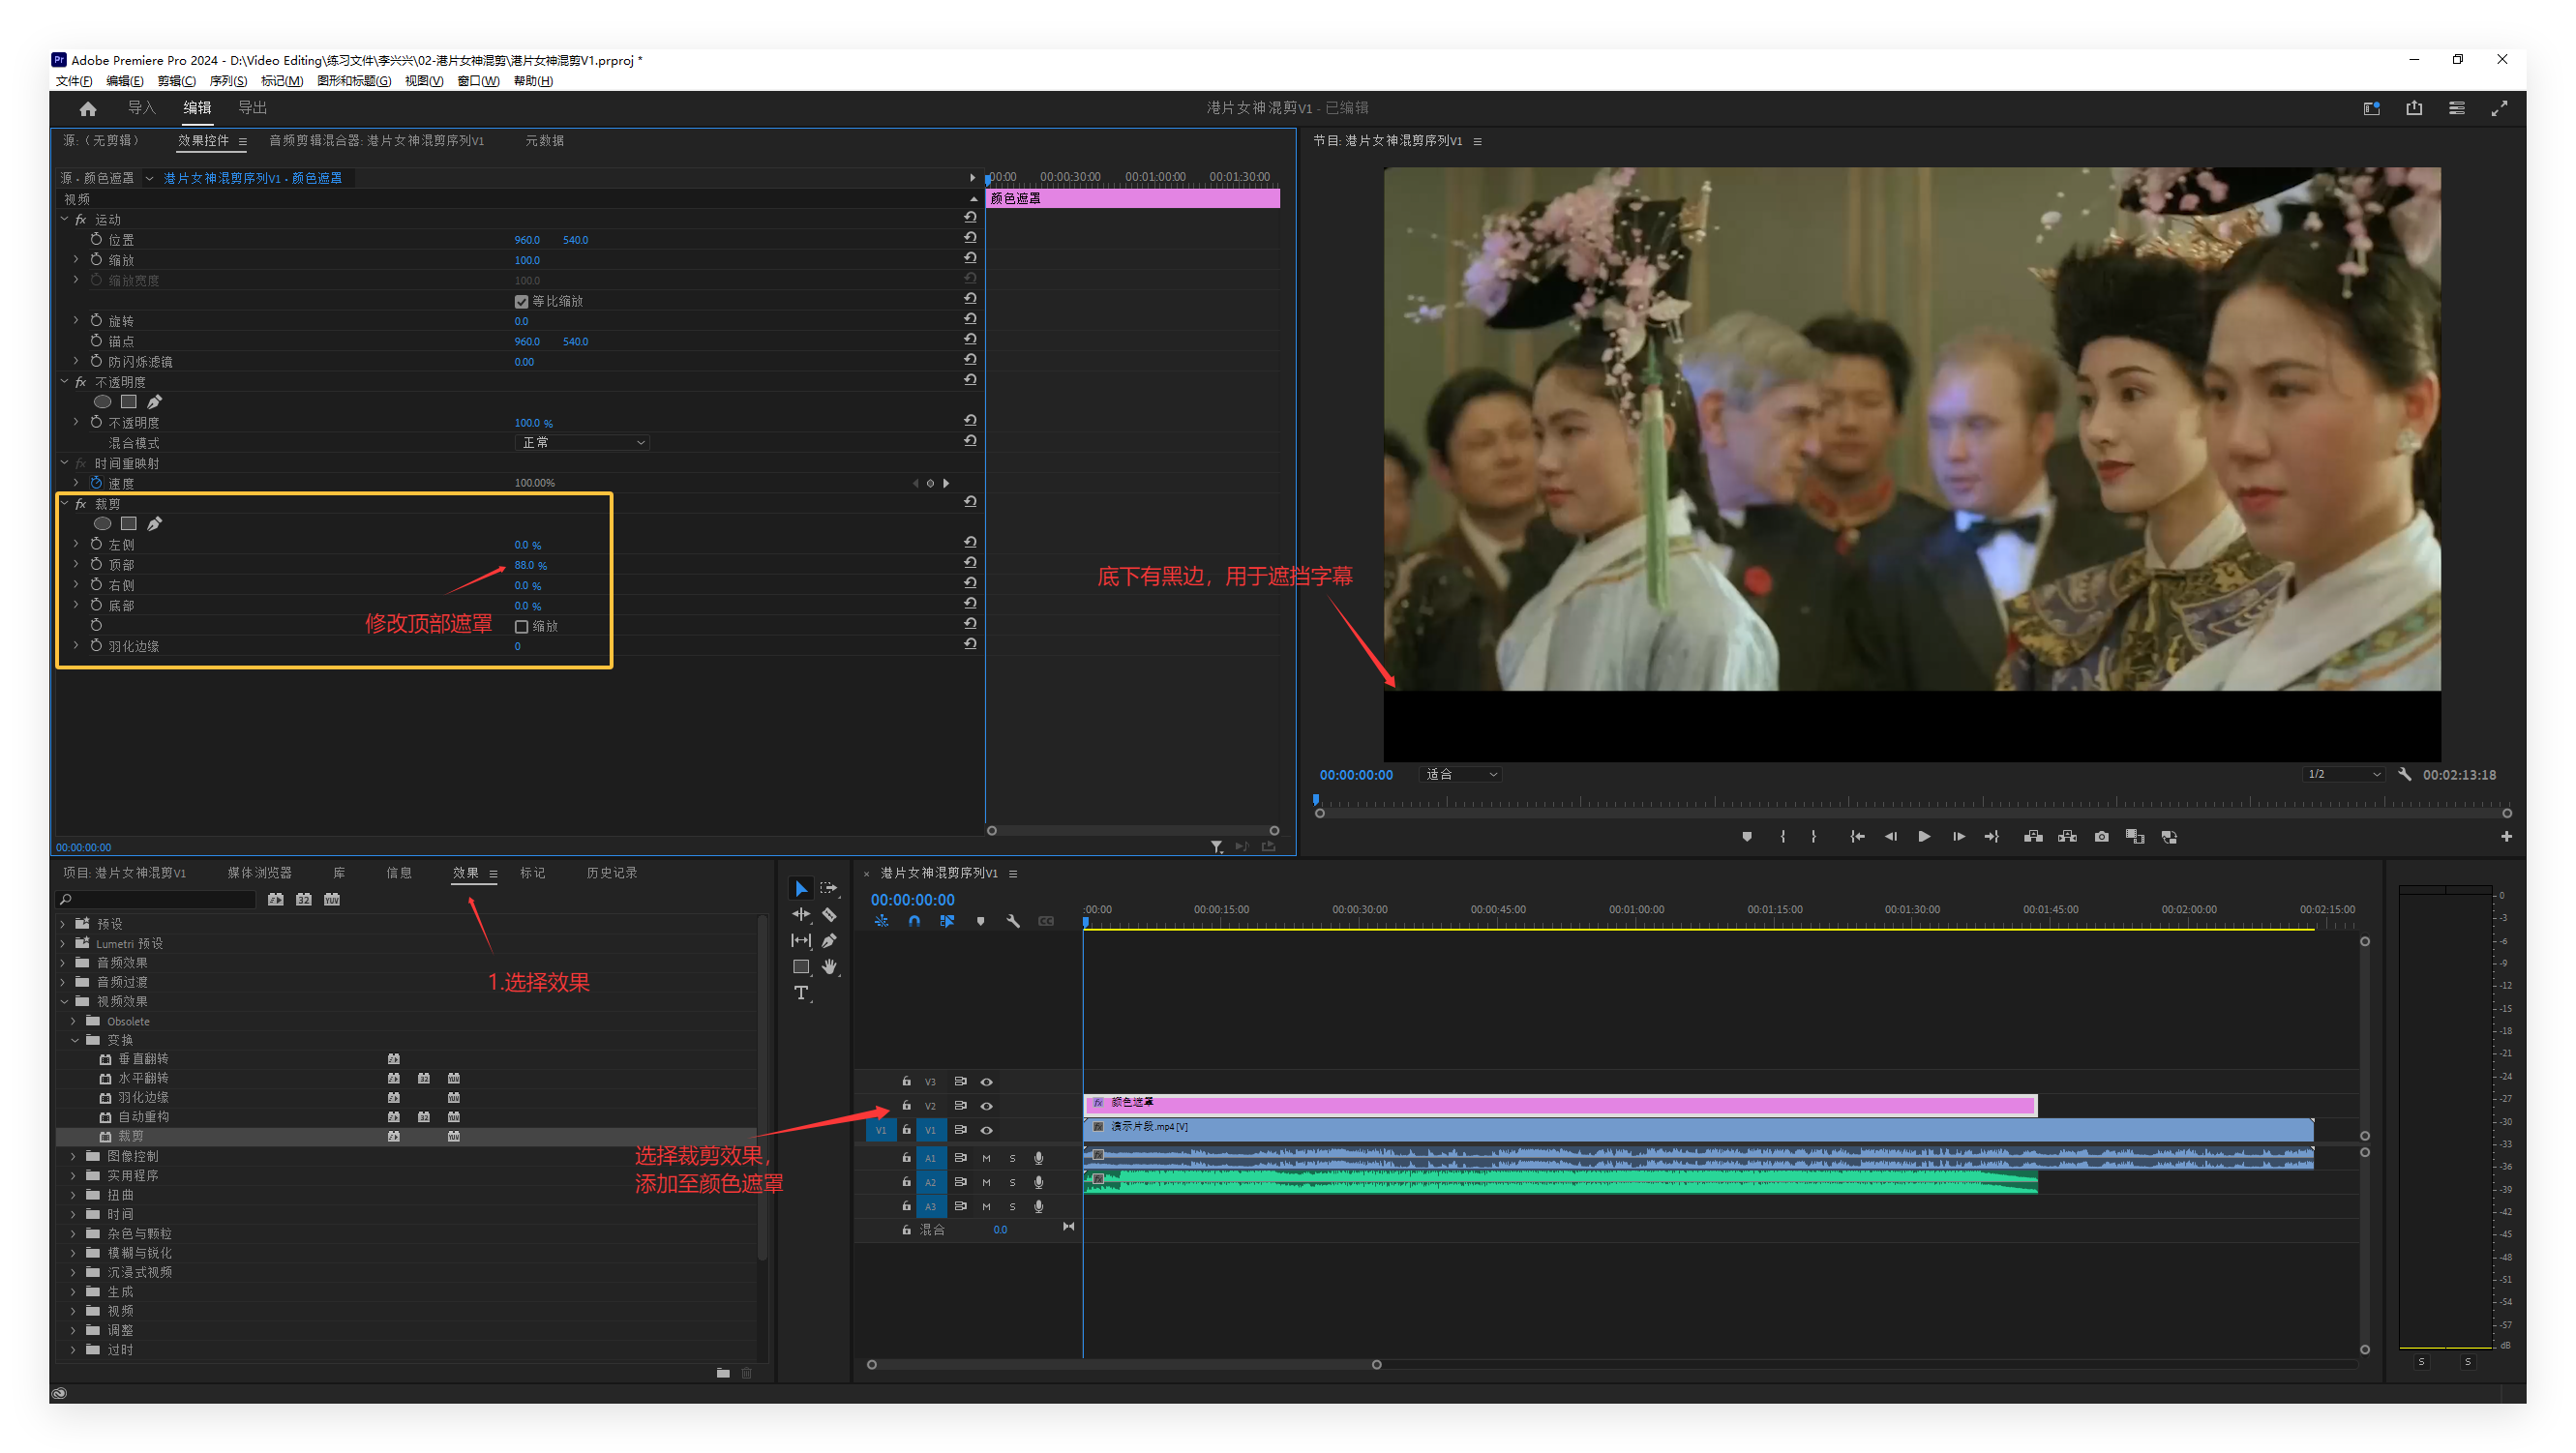 Adobe Premiere Pro 2024 - D:\Video Editing\练习文件\李兴兴\02-港片女神混剪\港片女神混剪V1.prproj *
文件(F) 编辑(E) 剪辑(C) 序列(S) 标记(M) 图形和标题(G) 视图(V) 窗口(W) 帮助(H)
导入 编辑 导出
港片女神混剪V1 - 已编辑
源:（无剪辑） 效果控件 音频剪辑混合器: 港片女神混剪序列V1 元数据
源 - 颜色遮罩 港片女神混剪序列V1 - 颜色遮罩
:00:00 00:00:30:00 00:01:00:00 00:01:30:00
视频
颜色遮罩
fx 运动
位置 960.0 540.0
缩放 100.0
缩放宽度 100.0
等比缩放
旋转 0.0
锚点 960.0 540.0
防闪烁滤镜 0.00
fx 不透明度
不透明度 100.0 %
混合模式 正常
fx 时间重映射
速度 100.00%
fx 裁剪
左侧 0.0 %
顶部 88.0 %
右侧 0.0 %
底部 0.0 %
缩放
羽化边缘 0
修改顶部遮罩
00:00:00:00
节目: 港片女神混剪序列V1
底下有黑边，用于遮挡字幕
00:00:00:00 适合 1/2 00:02:13:18
项目: 港片女神混剪V1 媒体浏览器 库 信息 效果 标记 历史记录
32 YUV
预设
Lumetri 预设
音频效果
音频过渡
视频效果
Obsolete
变换
垂直翻转
水平翻转 32 YUV
羽化边缘 YUV
自动重构 32 YUV
裁剪 YUV
图像控制
实用程序
扭曲
时间
杂色与颗粒
模糊与锐化
沉浸式视频
生成
视频
调整
过时
1.选择效果
选择裁剪效果，
添加至颜色遮罩
T
× 港片女神混剪序列V1
00:00:00:00
CC
:00:00 00:00:15:00 00:00:30:00 00:00:45:00 00:01:00:00 00:01:15:00 00:01:30:00 00:01:45:00 00:02:00:00 00:02:15:00
V3
V2 fx 颜色遮罩
V1 V1 fx 演示片段.mp4 [V]
A1 M S
A2 M S
A3 M S
混合 0.0
0
-3
-6
-9
-12
-15
-18
-21
-24
-27
-30
-33
-36
-39
-42
-45
-48
-51
-54
-57
dB
S S